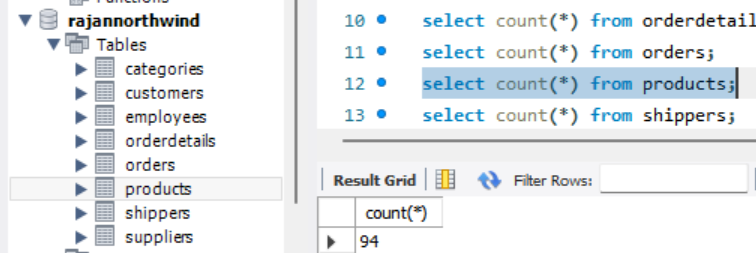 Functions
rajannorthwind
Tables
categories
customers
employees
orderdetails
orders
products
shippers
suppliers
10 select count(*) from orderdetail
11 select count(*) from orders;
12 select count(*) from products;
13 select count(*) from shippers;
Result Grid Filter Rows:
count(*)
94